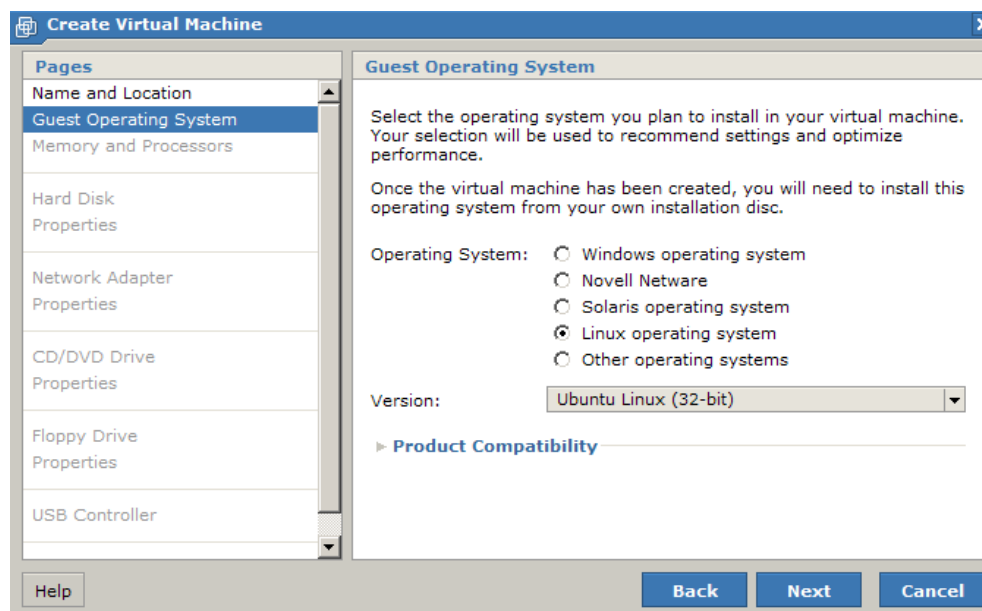 Create Virtual Machine
Pages
Name and Location
Guest Operating System
Memory and Processors
Hard Disk
Properties
Network Adapter
Properties
CD/DVD Drive
Properties
Floppy Drive
Properties
USB Controller
Guest Operating System
Select the operating system you plan to install in your virtual machine.
Your selection will be used to recommend settings and optimize
performance.
Once the virtual machine has been created, you will need to install this
operating system from your own installation disc.
Operating System:
Windows operating system
Novell Netware
Solaris operating system
Linux operating system
Other operating systems
Version:
Ubuntu Linux (32-bit)
Product Compatibility
Help
Back
Next
Cancel